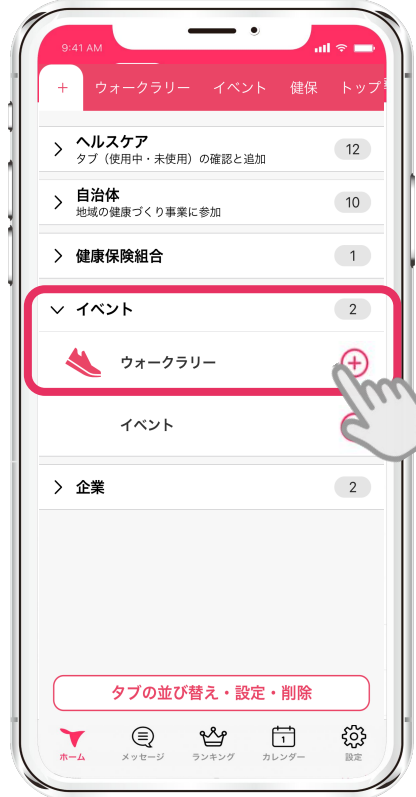 9:41 AM
+ ウォークラリー イベント 健保 トップ
ヘルスケア
タブ（使用中・未使用）の確認と追加
12
自治体
地域の健康づくり事業に参加
10
健康保険組合
1
イベント
2
ウォークラリー
イベント
企業
2
タブの並び替え・設定・削除
ホーム メッセージ ランキング 1 カレンダー 設定